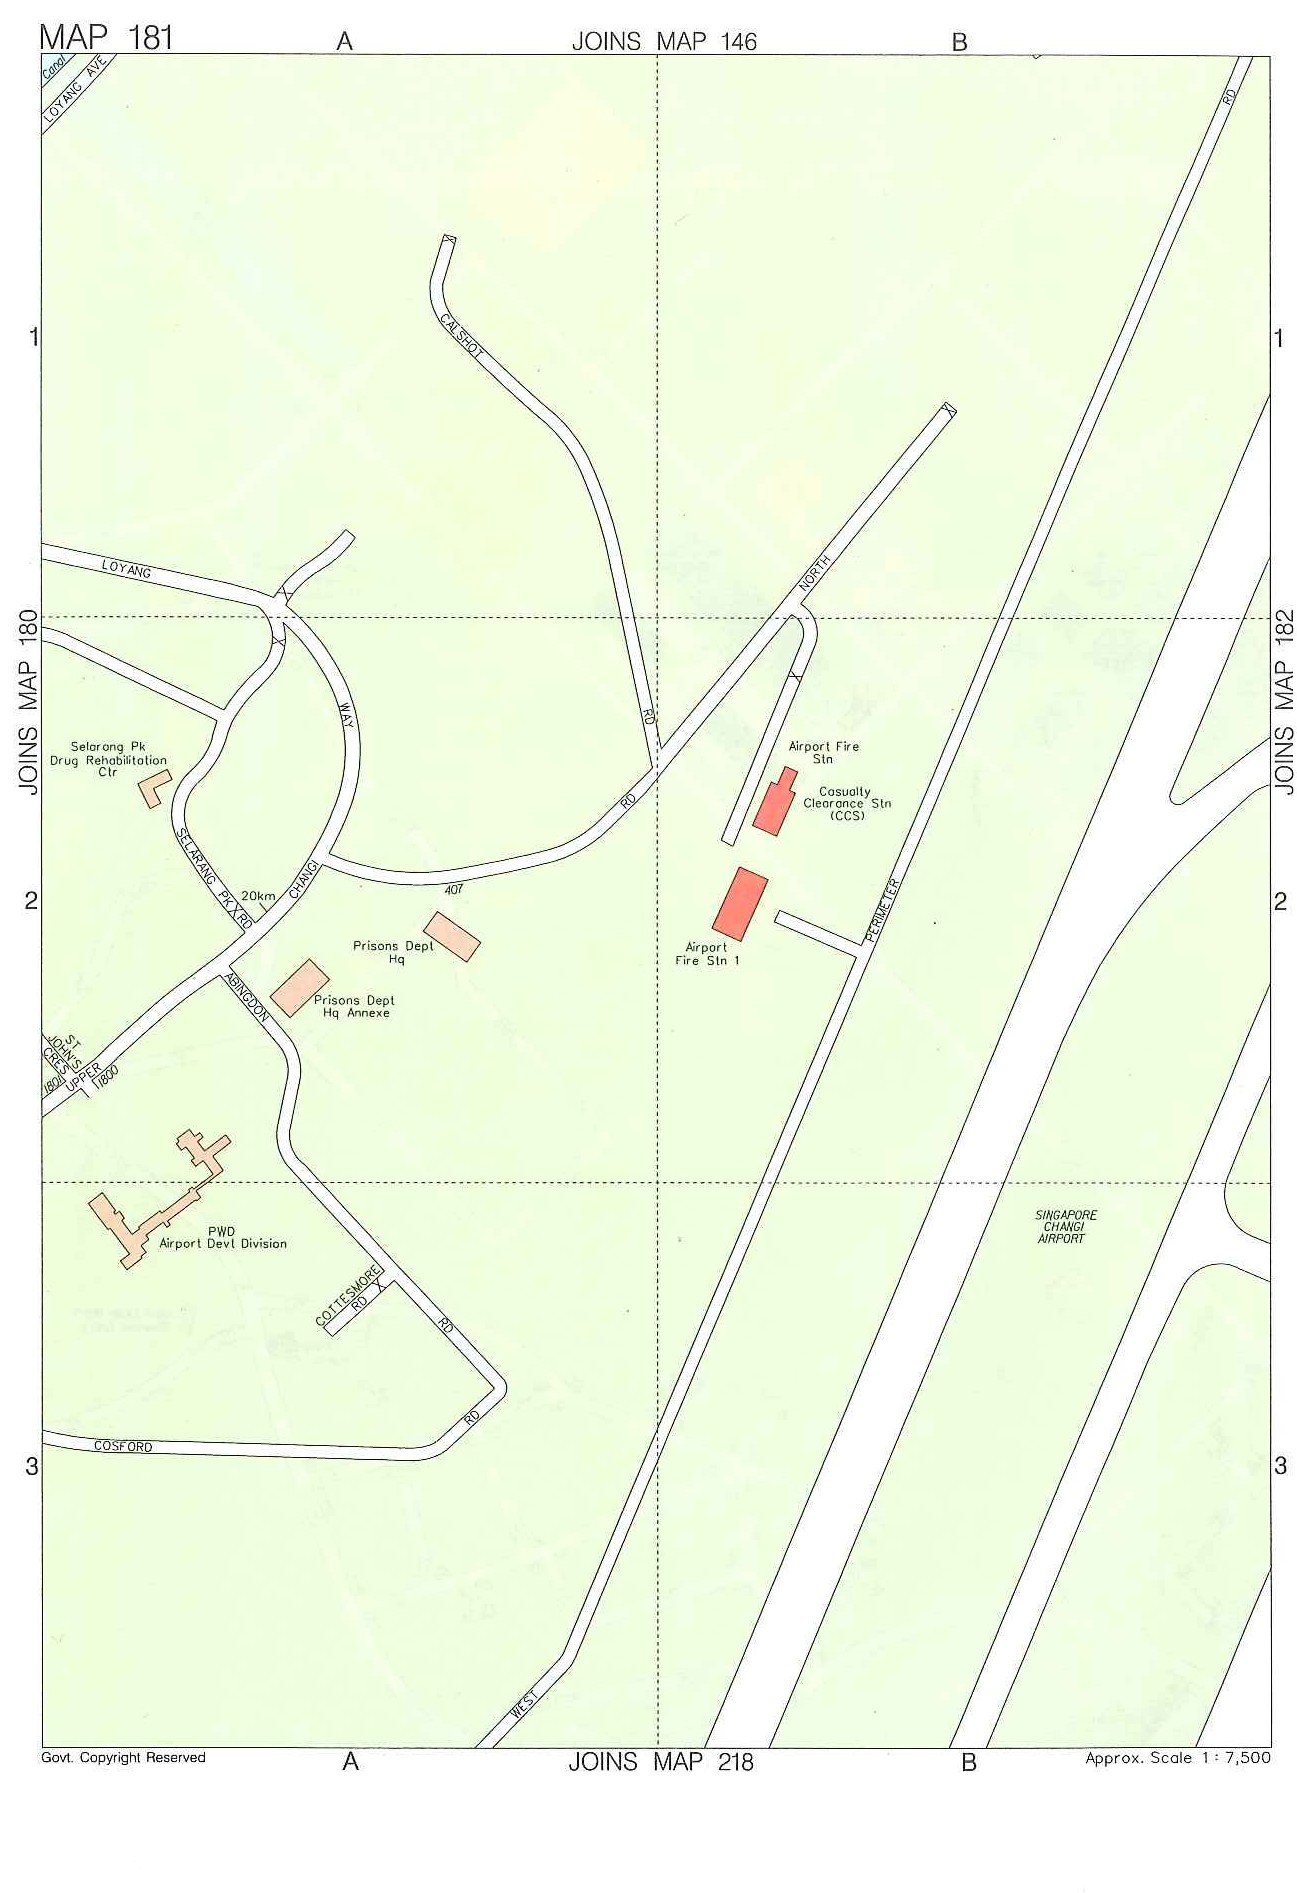 MAP 181
A
JOINS MAP 146
B
Canal
LOYANG AVE
RD
1
CALSHOT
1
LOYANG
NORTH
JOINS MAP 180
JOINS MAP 182
WAY
RD
Selarang Pk
Drug Rehabilitation
Ctr
Airport Fire
Stn
Casualty
Clearance Stn
(CCS)
RD
SELARANG PK RD
CHANGI
20km
407
2
PERIMETER
2
Prisons Dept
Hq
Airport
Fire Stn 1
ABINGDON
Prisons Dept
Hq Annexe
ST
JOHN'S
CRES
UPPER
1801
1800
PWD
Airport Devt Division
SINGAPORE
CHANGI
AIRPORT
COTTESMORE
RD
RD
RD
COSFORD
3
3
WEST
Govt. Copyright Reserved
A
JOINS MAP 218
B
Approx. Scale 1 : 7,500